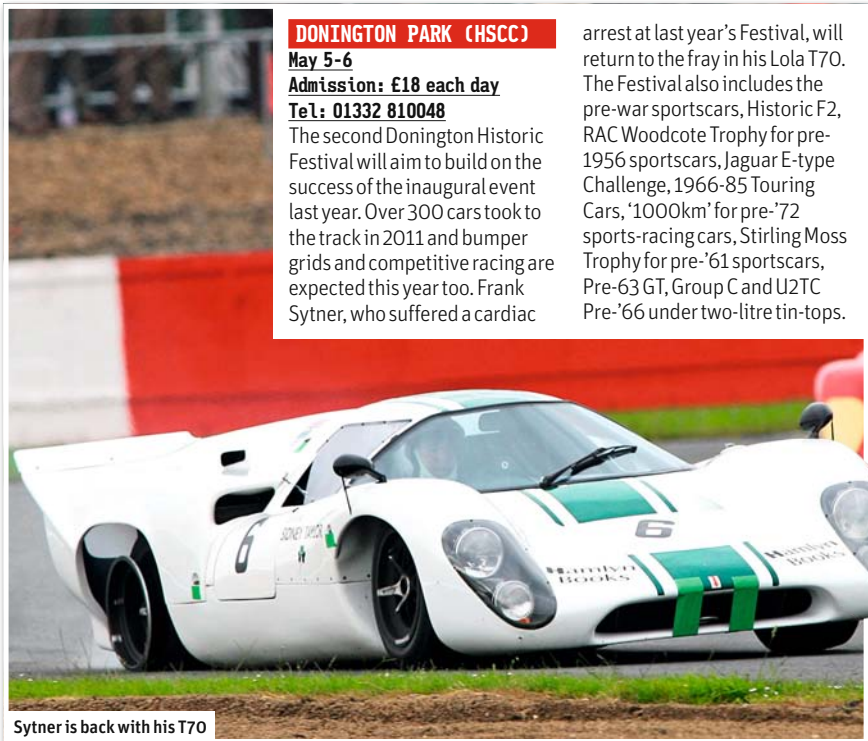 DONINGTON PARK (HSCC)
May 5-6
Admission: £18 each day
Tel: 01332 810048
The second Donington Historic
Festival will aim to build on the
success of the inaugural event
last year. Over 300 cars took to
the track in 2011 and bumper
grids and competitive racing are
expected this year too. Frank
Sytner, who suffered a cardiac
arrest at last year’s Festival, will
return to the fray in his Lola T70.
The Festival also includes the
pre-war sportscars, Historic F2,
RAC Woodcote Trophy for pre-
1956 sportscars, Jaguar E-type
Challenge, 1966-85 Touring
Cars, ‘1000km’ for pre-’72
sports-racing cars, Stirling Moss
Trophy for pre-’61 sportscars,
Pre-63 GT, Group C and U2TC
Pre-’66 under two-litre tin-tops.
6
SIDNEY TAYLOR
6
Hamlyn
Books
Hamlyn
Books
Sytner is back with his T70